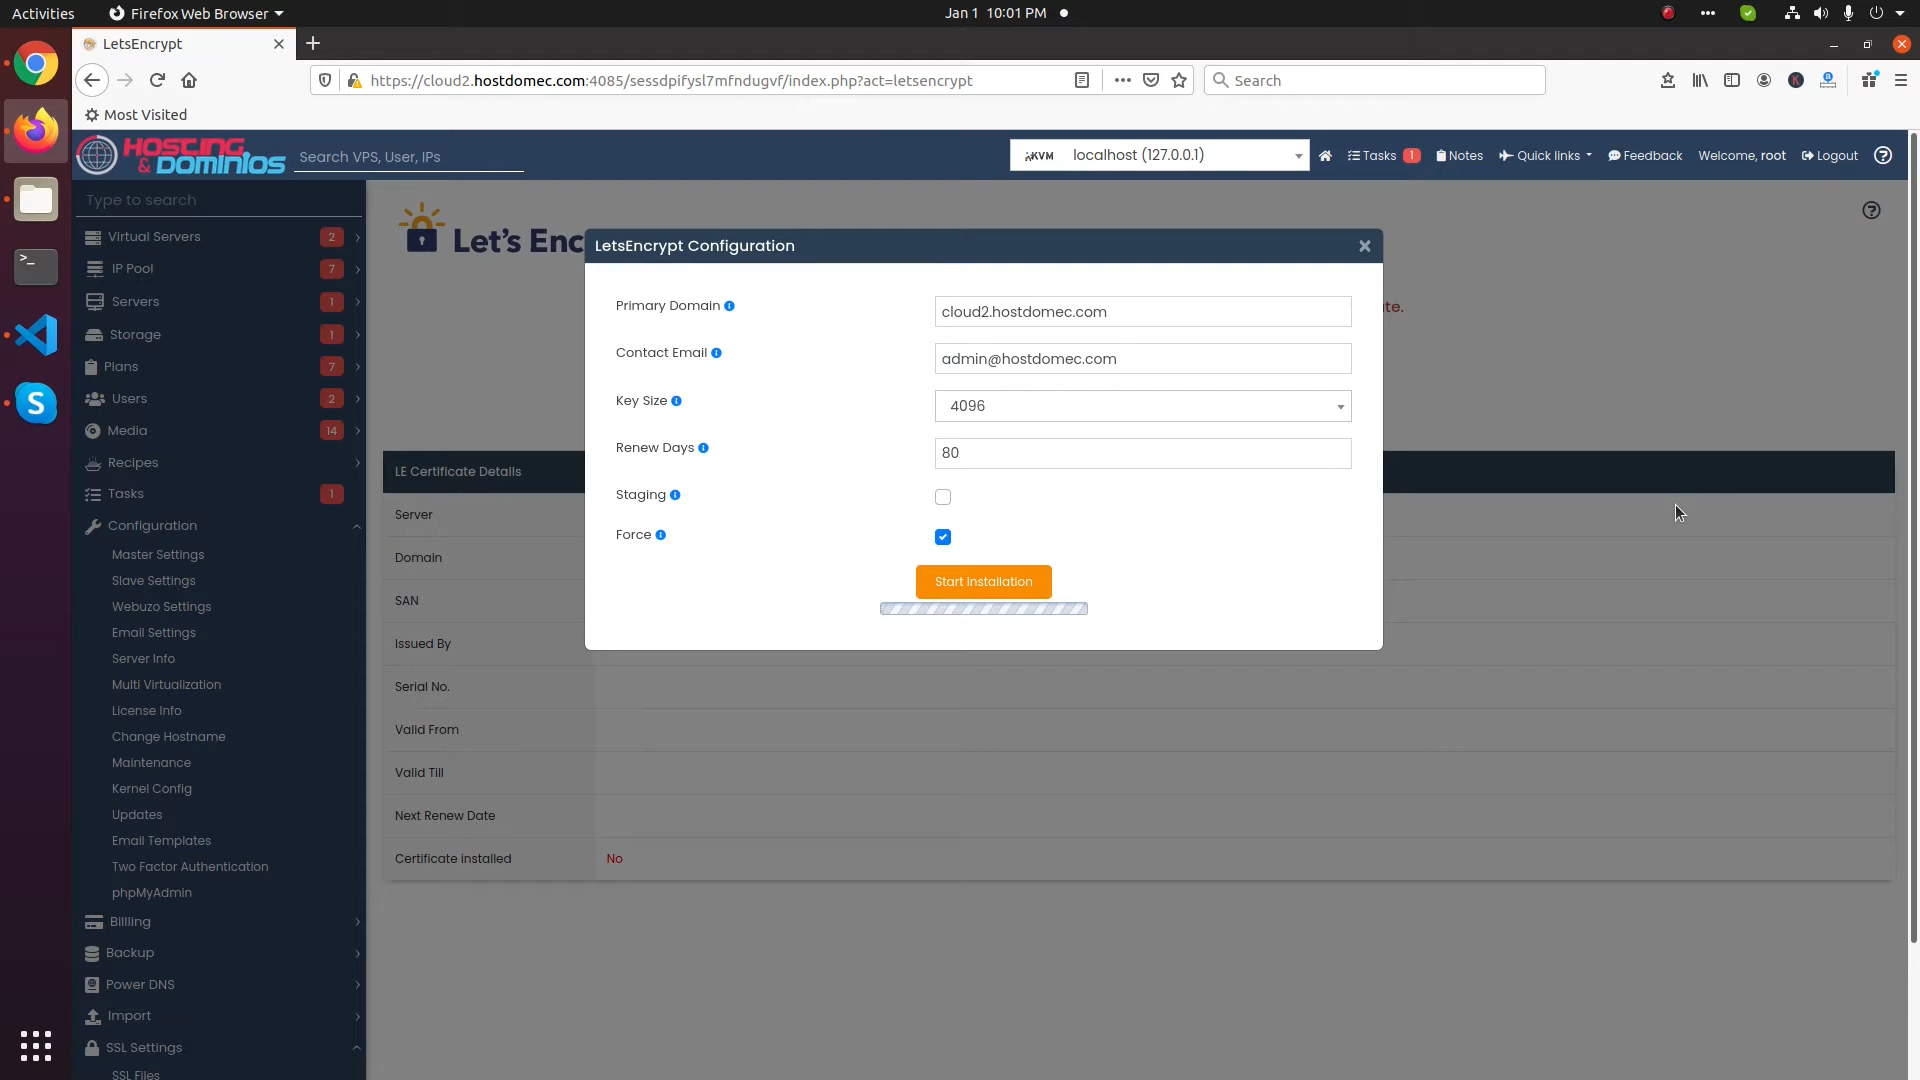 Activities
Firefox Web Browser
Jan 1 10:01 PM
LetsEncrypt
https://cloud2.hostdomec.com:4085/sessdpifysl7mfndugvf/index.php?act=letsencrypt
Search
Most Visited
HOSTING
& DOMINIOS
Search VPS, User, IPs
KVM
localhost (127.0.0.1)
Tasks 1
Notes
Quick links
Feedback
Welcome, root
Logout
Type to search
Virtual Servers 2
IP Pool 7
Servers 1
Storage 1
Plans 7
Users 2
Media 14
Recipes
Tasks 1
Configuration
Master Settings
Slave Settings
Webuzo Settings
Email Settings
Server Info
Multi Virtualization
License Info
Change Hostname
Maintenance
Kernel Config
Updates
Email Templates
Two Factor Authentication
phpMyAdmin
Billling
Backup
Power DNS
Import
SSL Settings
SSL Files
Let's Enc
te.
LetsEncrypt Configuration
Primary Domain
cloud2.hostdomec.com
Contact Email
admin@hostdomec.com
Key Size
4096
Renew Days
80
Staging
Force
Start Installation
LE Certificate Details
Server
Domain
SAN
Issued By
Serial No.
Valid From
Valid Till
Next Renew Date
Certificate installed No